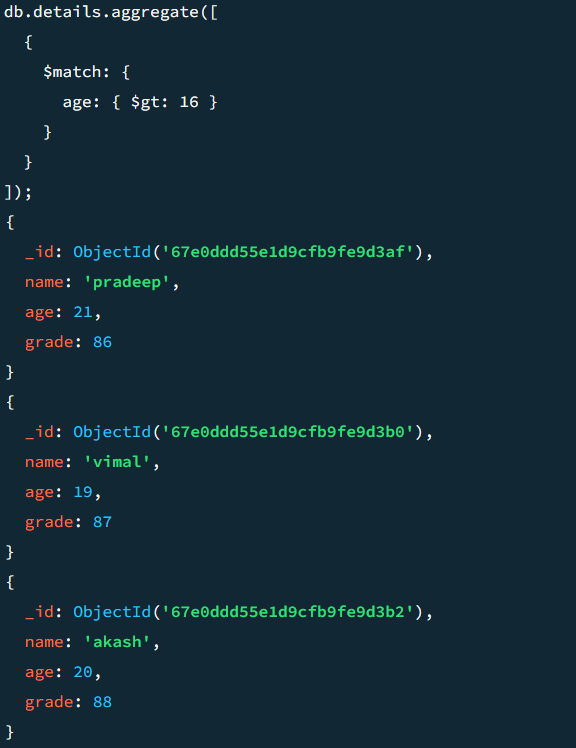 db.details.aggregate([
{
$match: {
age: { $gt: 16 }
}
}
]);
{
_id: ObjectId('67e0ddd55e1d9cfb9fe9d3af'),
name: 'pradeep',
age: 21,
grade: 86
}
{
_id: ObjectId('67e0ddd55e1d9cfb9fe9d3b0'),
name: 'vimal',
age: 19,
grade: 87
}
{
_id: ObjectId('67e0ddd55e1d9cfb9fe9d3b2'),
name: 'akash',
age: 20,
grade: 88
}